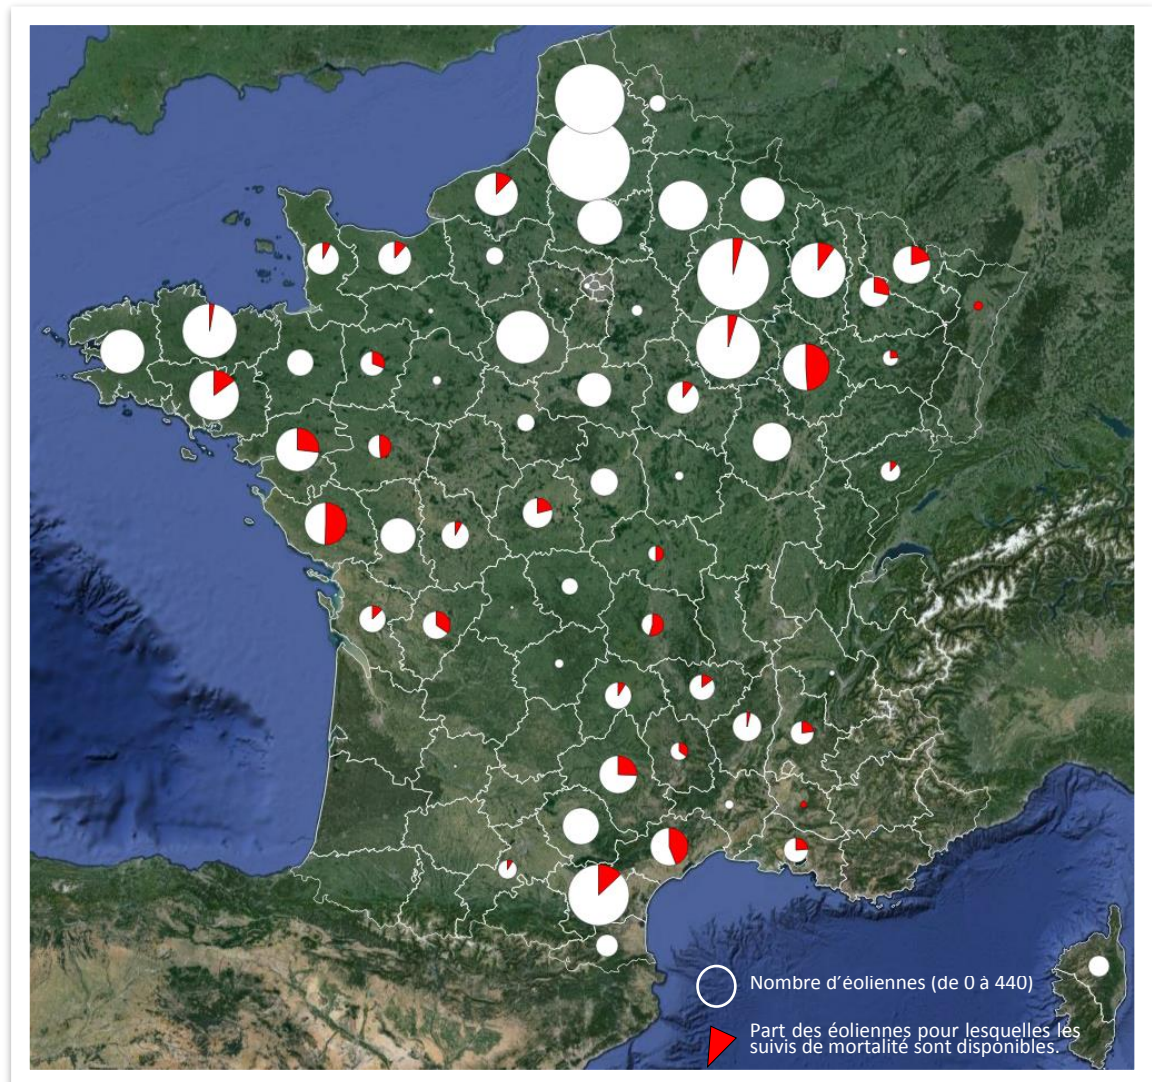 Nombre d’éoliennes (de 0 à 440)
Part des éoliennes pour lesquelles les
suivis de mortalité sont disponibles.